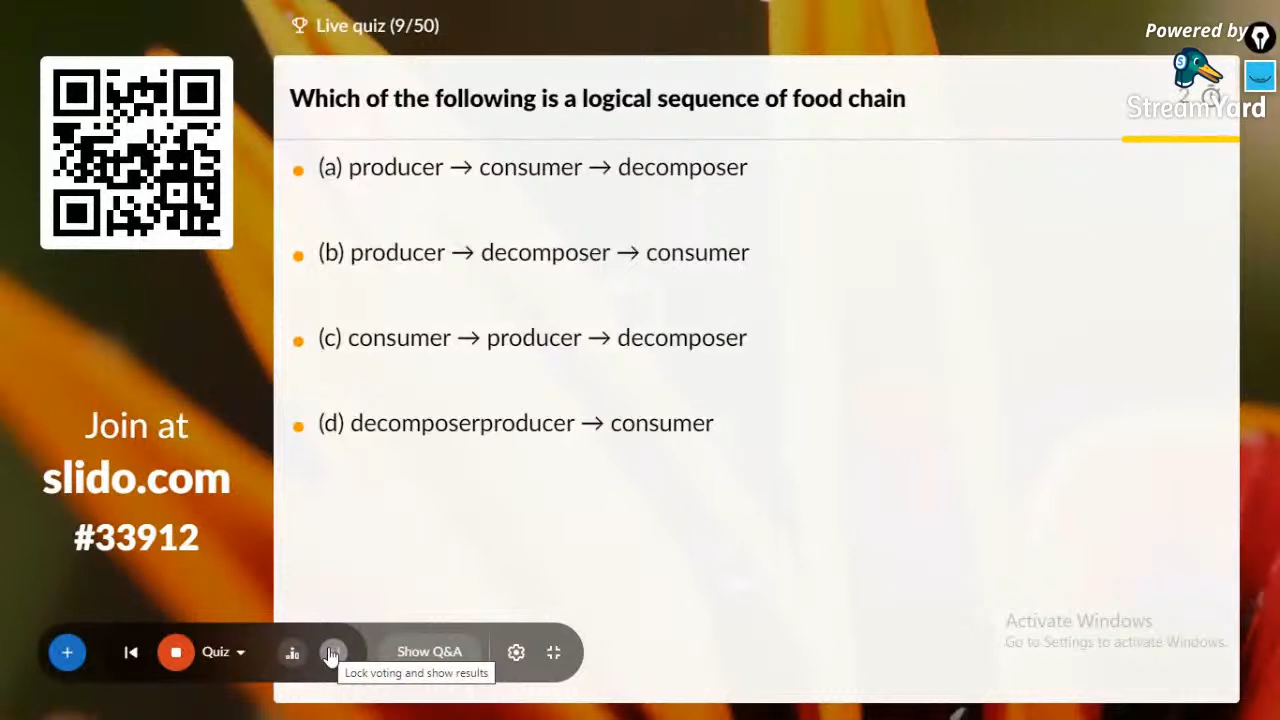 Live quiz (9/50)
Powered by
StreamYard
Which of the following is a logical sequence of food chain
2
(a) producer → consumer → decomposer
(b) producer → decomposer → consumer
(c) consumer → producer → decomposer
(d) decomposerproducer → consumer
Join at
slido.com
#33912
Activate Windows
Go to Settings to activate Windows.
Quiz
Show Q&A
Lock voting and show results